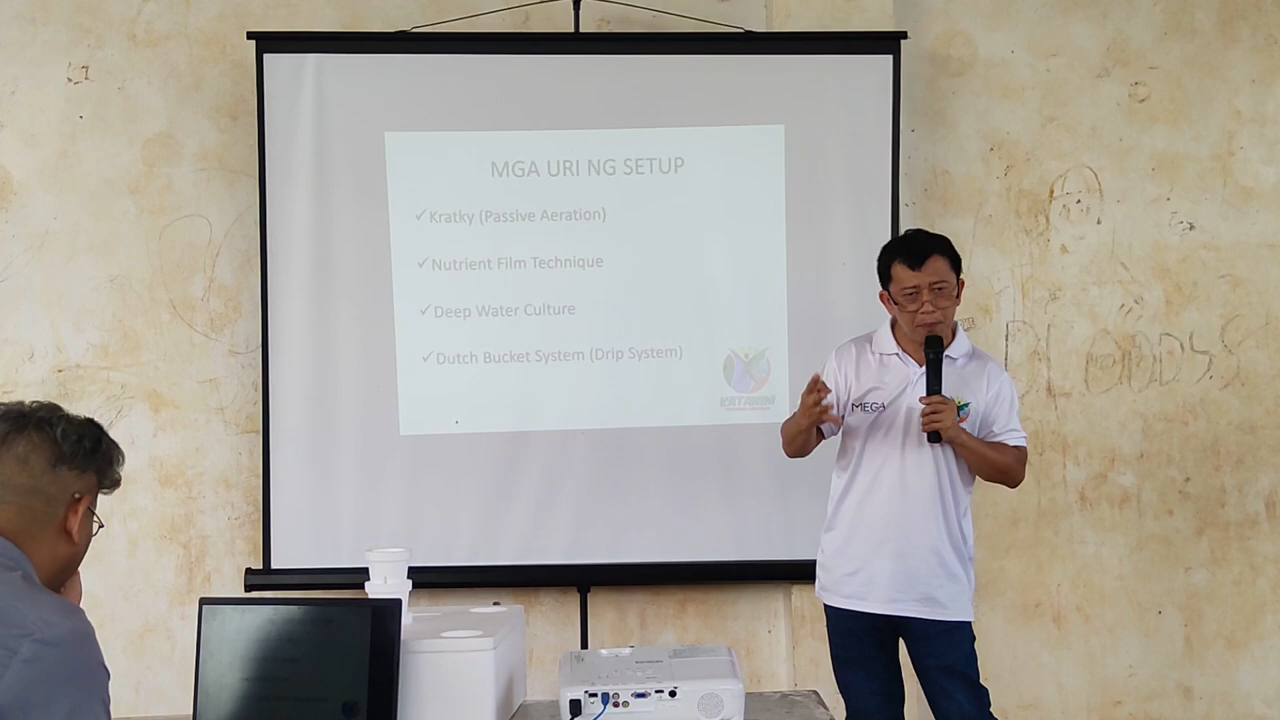 MGA URI NG SETUP
✓Kratky (Passive Aeration)
✓Nutrient Film Technique
✓Deep Water Culture
✓Dutch Bucket System (Drip System)
MEGA